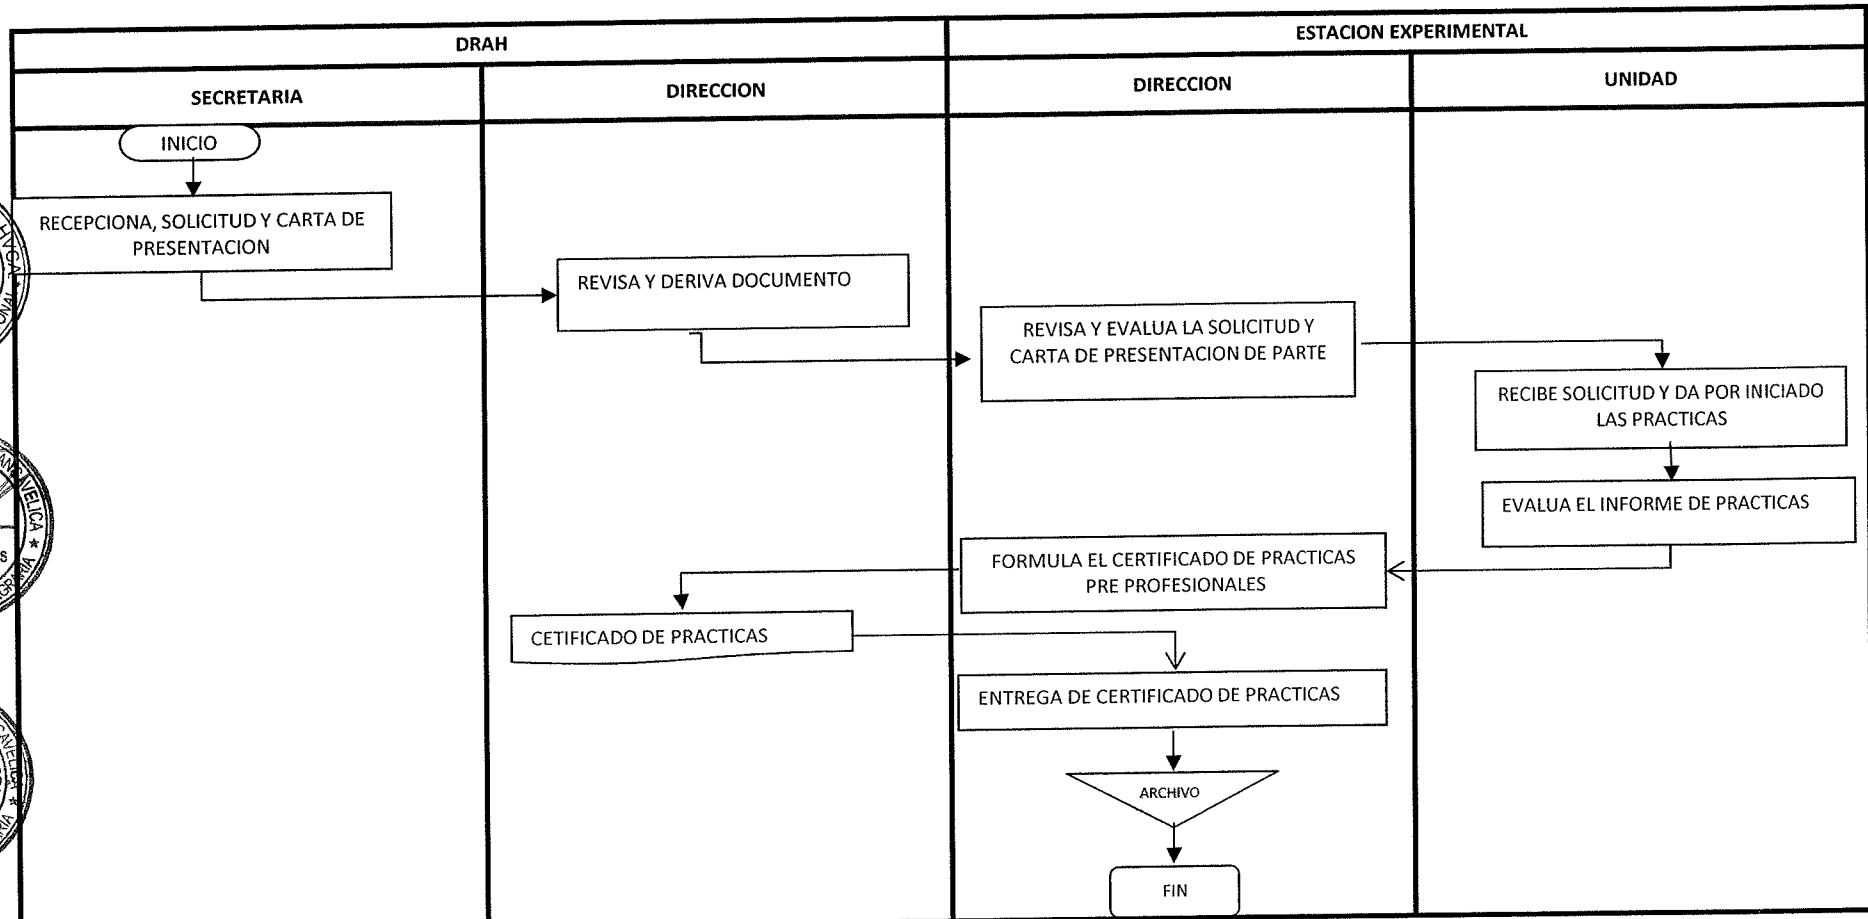 DRAH
ESTACION EXPERIMENTAL
SECRETARIA
DIRECCION
DIRECCION
UNIDAD
INICIO
RECEPCIONA, SOLICITUD Y CARTA DE
PRESENTACION
REVISA Y DERIVA DOCUMENTO
REVISA Y EVALUA LA SOLICITUD Y
CARTA DE PRESENTACION DE PARTE
RECIBE SOLICITUD Y DA POR INICIADO
LAS PRACTICAS
EVALUA EL INFORME DE PRACTICAS
FORMULA EL CERTIFICADO DE PRACTICAS
PRE PROFESIONALES
CETIFICADO DE PRACTICAS
ENTREGA DE CERTIFICADO DE PRACTICAS
ARCHIVO
FIN